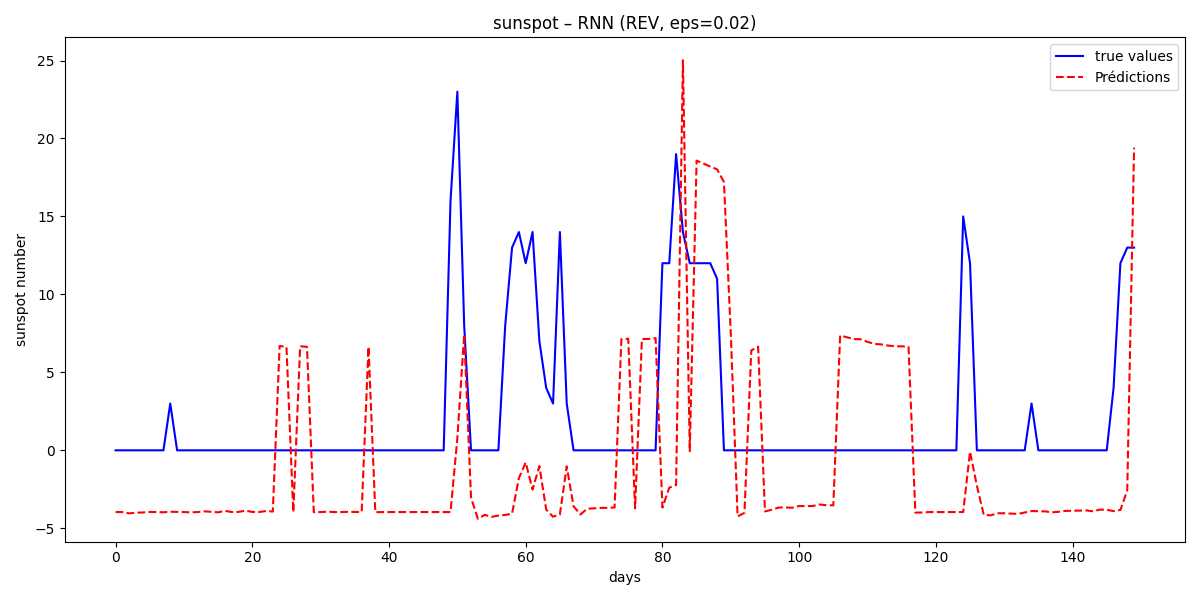 sunspot – RNN (REV, eps=0.02)
true values
Prédictions
sunspot number
25
20
15
10
5
0
−5
0 20 40 60 80 100 120 140
days